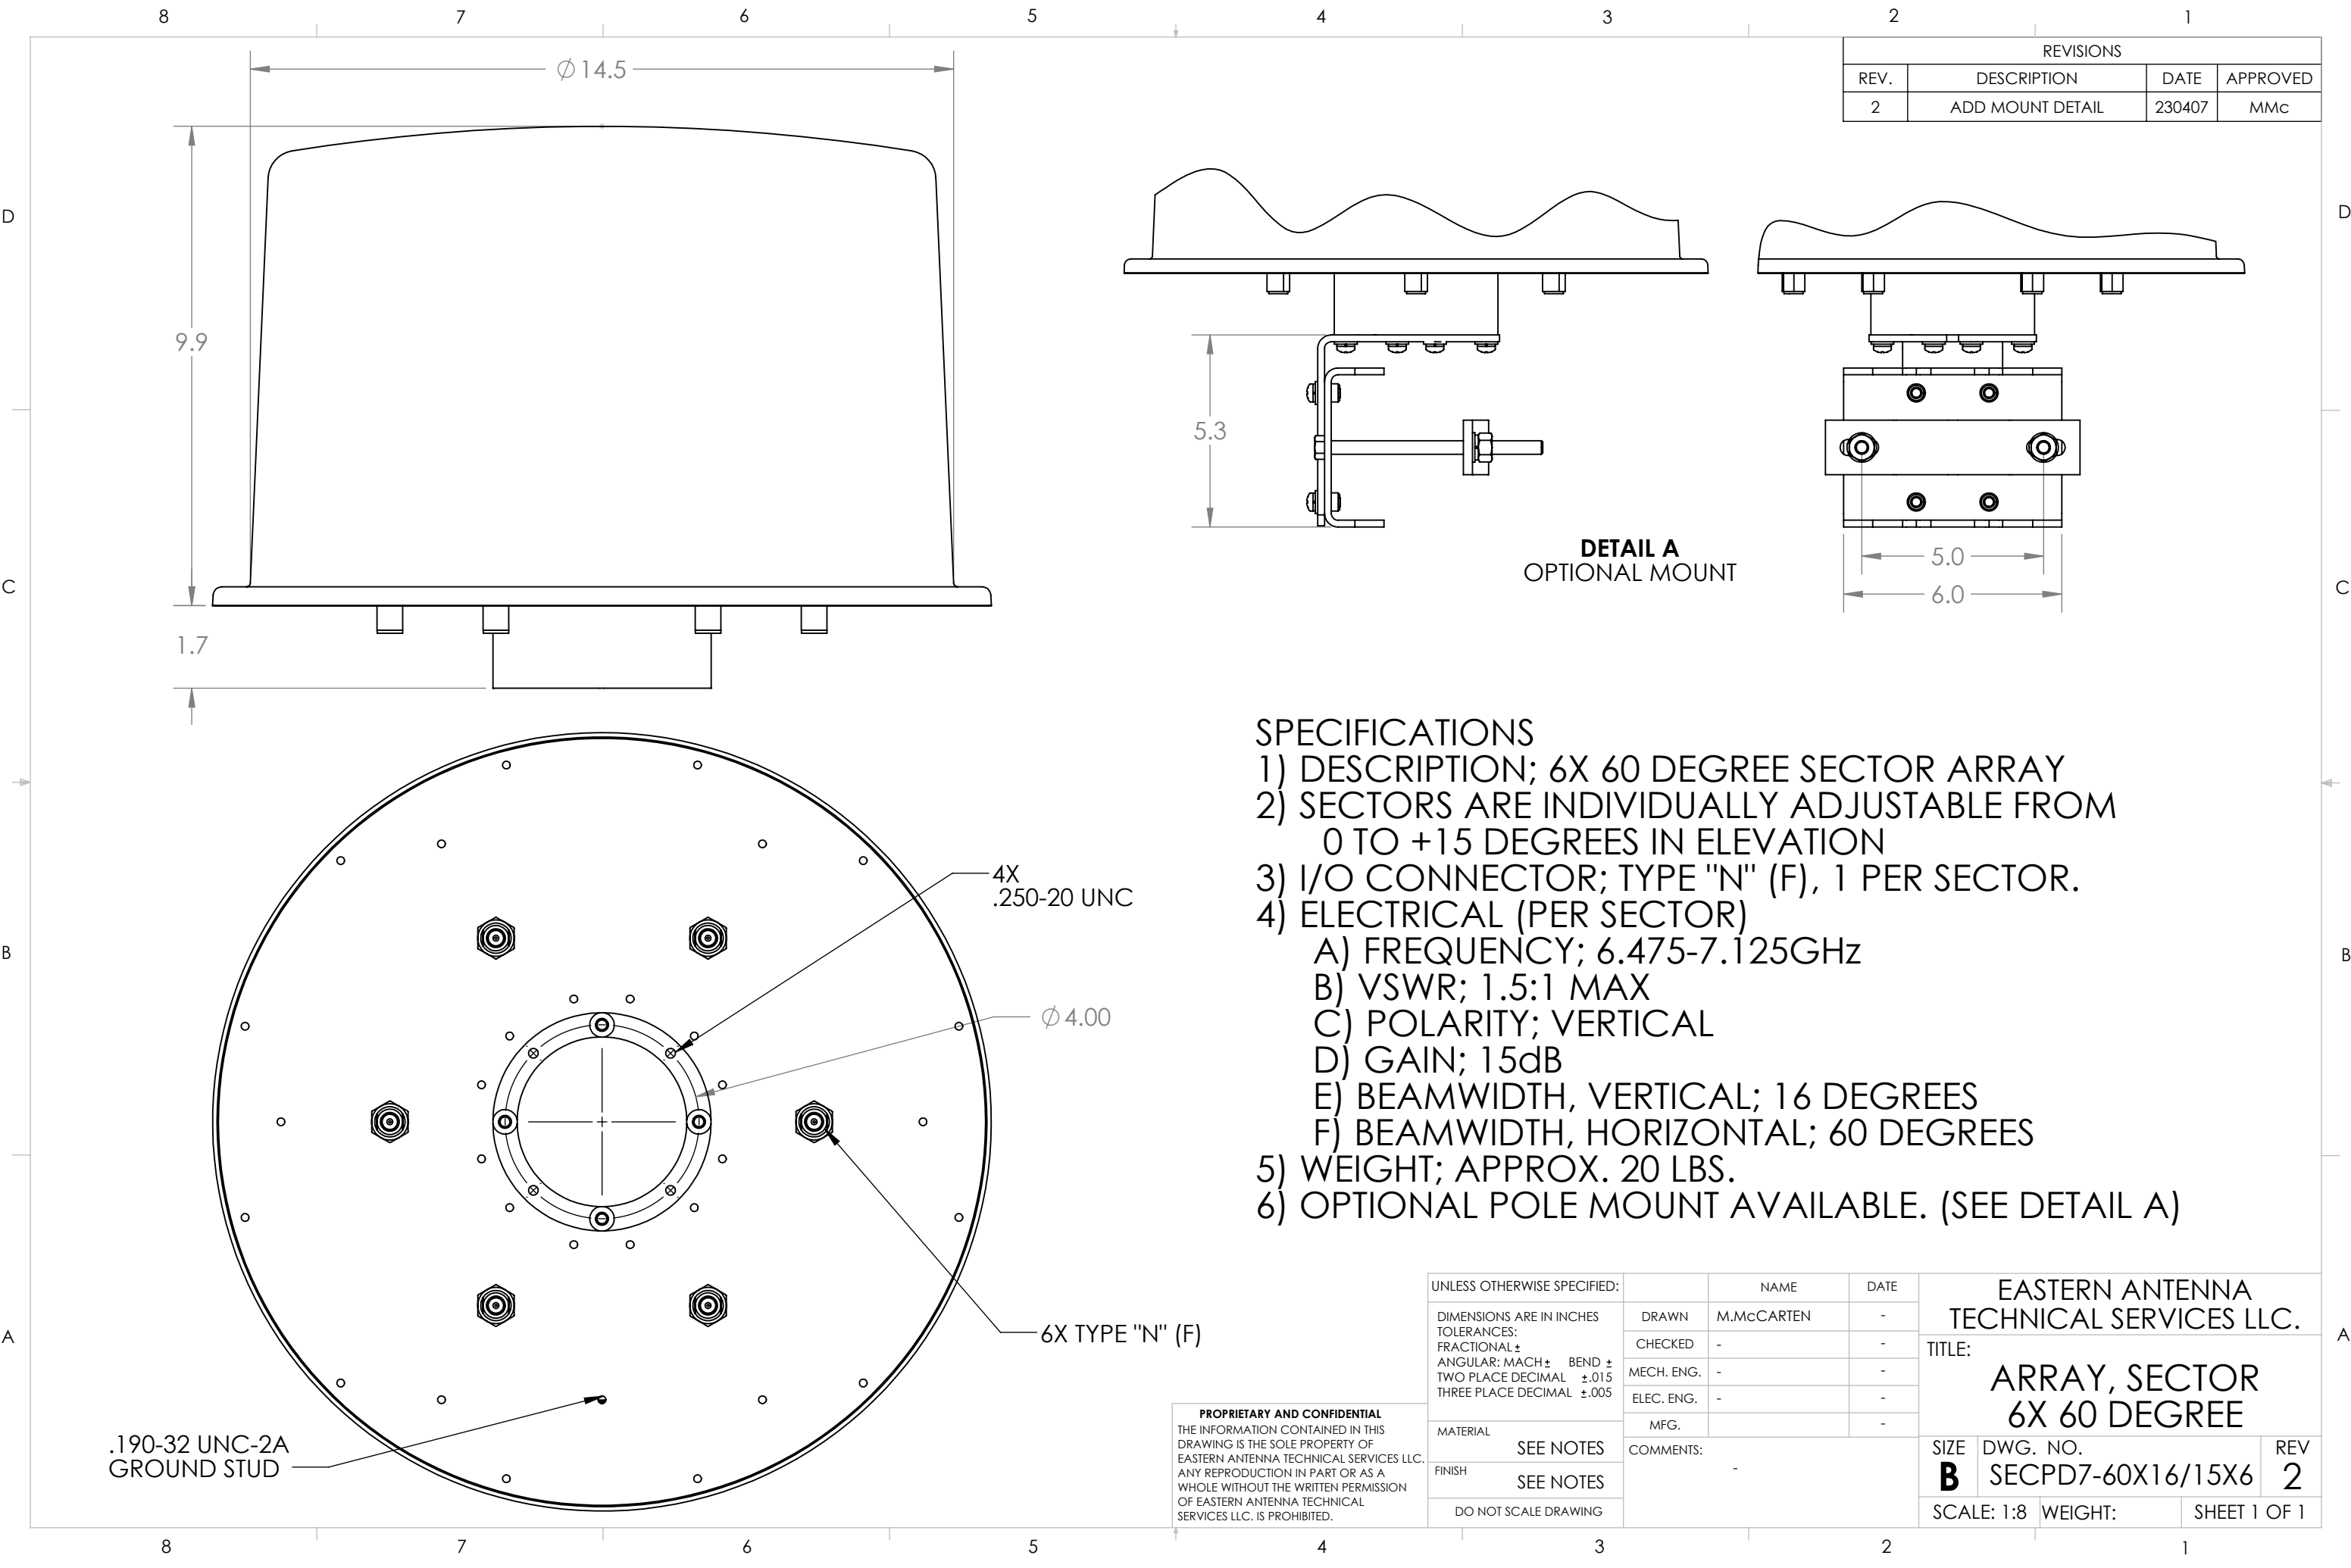 8 7 6 5 4 3 2 1
REVISIONS
REV. DESCRIPTION DATE APPROVED
2 ADD MOUNT DETAIL 230407 MMc
∅ 14.5
D D
9.9
5.3
DETAIL A
OPTIONAL MOUNT
5.0
6.0
C C
1.7
SPECIFICATIONS
1) DESCRIPTION; 6X 60 DEGREE SECTOR ARRAY
2) SECTORS ARE INDIVIDUALLY ADJUSTABLE FROM
0 TO +15 DEGREES IN ELEVATION
3) I/O CONNECTOR; TYPE "N" (F), 1 PER SECTOR.
4) ELECTRICAL (PER SECTOR)
A) FREQUENCY; 6.475-7.125GHz
B) VSWR; 1.5:1 MAX
C) POLARITY; VERTICAL
D) GAIN; 15dB
E) BEAMWIDTH, VERTICAL; 16 DEGREES
F) BEAMWIDTH, HORIZONTAL; 60 DEGREES
5) WEIGHT; APPROX. 20 LBS.
6) OPTIONAL POLE MOUNT AVAILABLE. (SEE DETAIL A)
4X
.250-20 UNC
B B
∅ 4.00
6X TYPE "N" (F)
A A
.190-32 UNC-2A
GROUND STUD
PROPRIETARY AND CONFIDENTIAL
THE INFORMATION CONTAINED IN THIS
DRAWING IS THE SOLE PROPERTY OF
EASTERN ANTENNA TECHNICAL SERVICES LLC.
ANY REPRODUCTION IN PART OR AS A
WHOLE WITHOUT THE WRITTEN PERMISSION
OF EASTERN ANTENNA TECHNICAL
SERVICES LLC. IS PROHIBITED.
UNLESS OTHERWISE SPECIFIED:
DIMENSIONS ARE IN INCHES
TOLERANCES:
FRACTIONAL ±
ANGULAR: MACH ± BEND ±
TWO PLACE DECIMAL ±.015
THREE PLACE DECIMAL ±.005
MATERIAL
SEE NOTES
FINISH
SEE NOTES
DO NOT SCALE DRAWING
NAME DATE
DRAWN M.McCARTEN -
CHECKED - -
MECH. ENG. - -
ELEC. ENG. - -
MFG. -
COMMENTS:
-
EASTERN ANTENNA
TECHNICAL SERVICES LLC.
TITLE:
ARRAY, SECTOR
6X 60 DEGREE
SIZE DWG. NO. REV
B SECPD7-60X16/15X6 2
SCALE: 1:8 WEIGHT: SHEET 1 OF 1
8 7 6 5 4 3 2 1